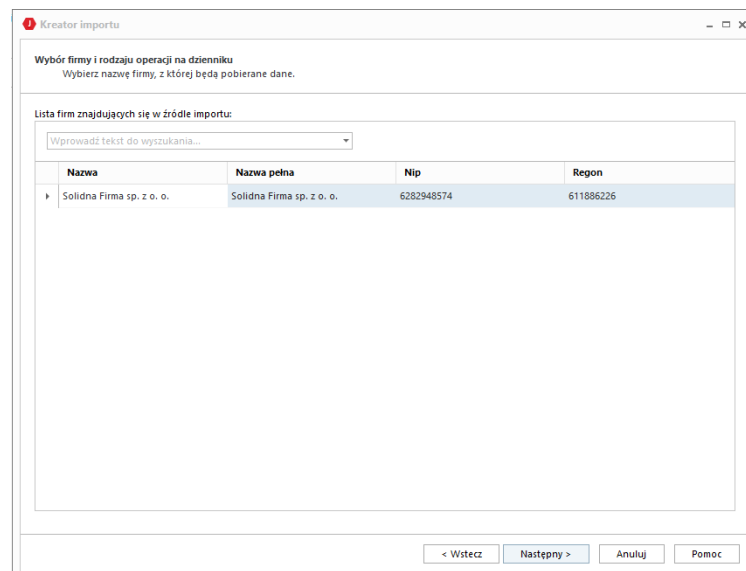 Kreator importu
Wybór firmy i rodzaju operacji na dzienniku
Wybierz nazwę firmy, z której będą pobierane dane.
Lista firm znajdujących się w źródle importu:
Wprowadź tekst do wyszukania...
Nazwa Nazwa pełna Nip Regon
Solidna Firma sp. z o. o. Solidna Firma sp. z o. o. 6282948574 611886226
< Wstecz Następny > Anuluj Pomoc